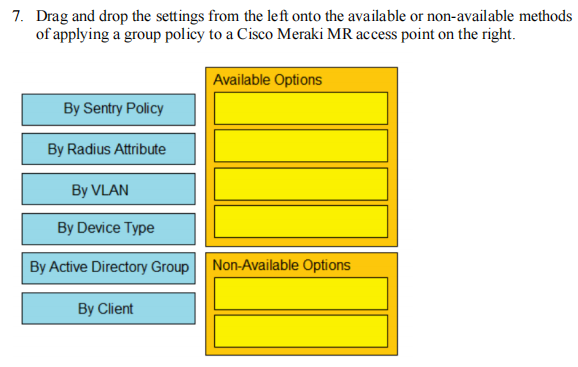 7. Drag and drop the settings from the left onto the available or non-available methods
of applying a group policy to a Cisco Meraki MR access point on the right.
Available Options
By Sentry Policy
By Radius Attribute
By VLAN
By Device Type
By Active Directory Group
Non-Available Options
By Client